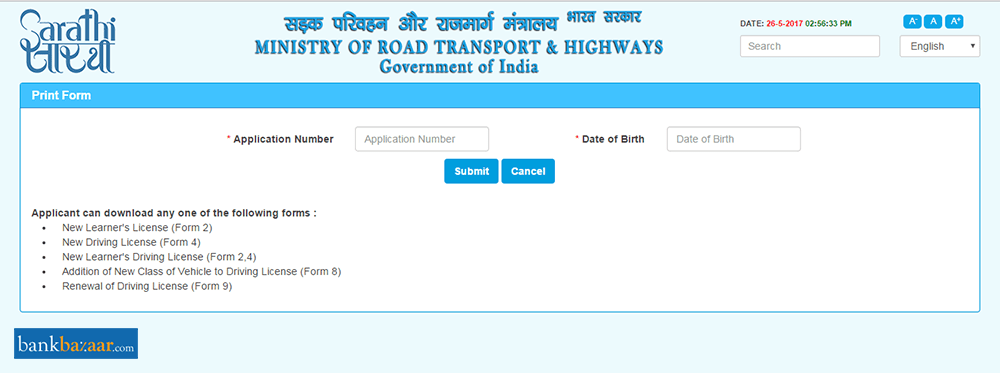 Sarathi
सारथी
सड़क परिवहन और राजमार्ग मंत्रालय भारत सरकार
MINISTRY OF ROAD TRANSPORT & HIGHWAYS
Government of India
DATE: 26-5-2017 02:56:33 PM
A- A A+
Search
English
Print Form
* Application Number Application Number * Date of Birth Date of Birth
Submit Cancel
Applicant can download any one of the following forms :
• New Learner's License (Form 2)
• New Driving License (Form 4)
• New Learner's Driving License (Form 2,4)
• Addition of New Class of Vehicle to Driving License (Form 8)
• Renewal of Driving License (Form 9)
bankbazaar.com